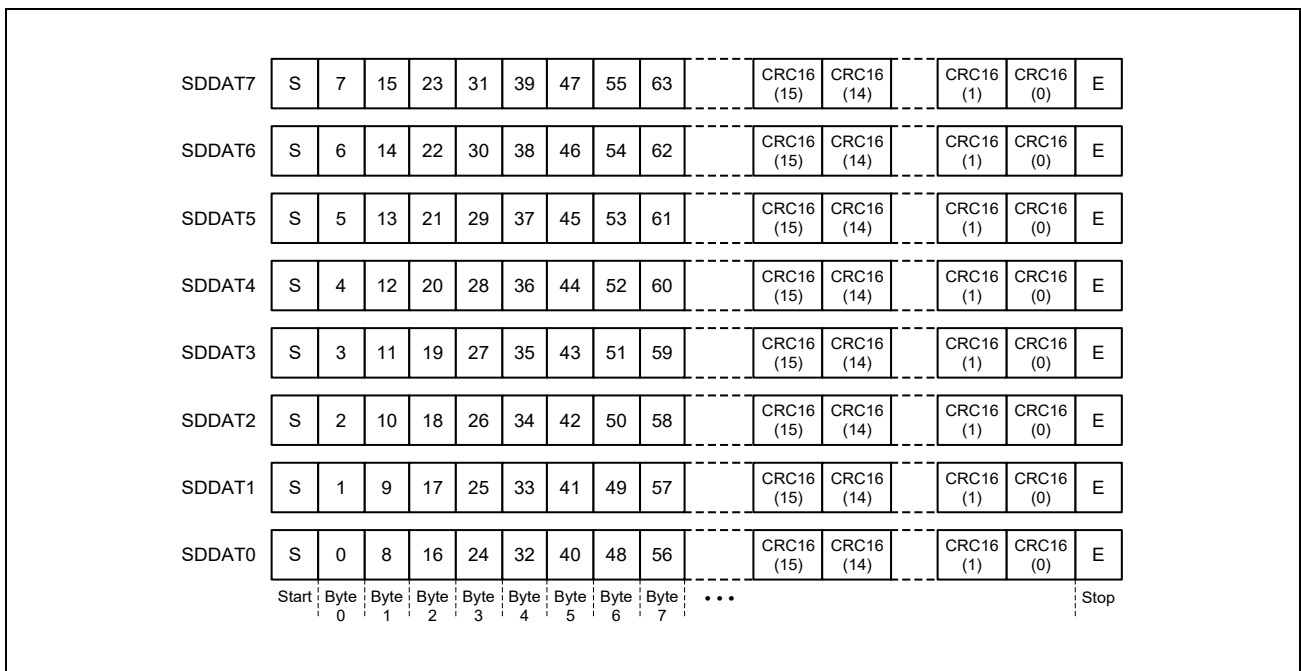 SDDAT7 S 7 15 23 31 39 47 55 63 CRC16 (15) CRC16 (14) CRC16 (1) CRC16 (0) E
SDDAT6 S 6 14 22 30 38 46 54 62 CRC16 (15) CRC16 (14) CRC16 (1) CRC16 (0) E
SDDAT5 S 5 13 21 29 37 45 53 61 CRC16 (15) CRC16 (14) CRC16 (1) CRC16 (0) E
SDDAT4 S 4 12 20 28 36 44 52 60 CRC16 (15) CRC16 (14) CRC16 (1) CRC16 (0) E
SDDAT3 S 3 11 19 27 35 43 51 59 CRC16 (15) CRC16 (14) CRC16 (1) CRC16 (0) E
SDDAT2 S 2 10 18 26 34 42 50 58 CRC16 (15) CRC16 (14) CRC16 (1) CRC16 (0) E
SDDAT1 S 1 9 17 25 33 41 49 57 CRC16 (15) CRC16 (14) CRC16 (1) CRC16 (0) E
SDDAT0 S 0 8 16 24 32 40 48 56 CRC16 (15) CRC16 (14) CRC16 (1) CRC16 (0) E
Start Byte 0 Byte 1 Byte 2 Byte 3 Byte 4 Byte 5 Byte 6 Byte 7 • • • Stop